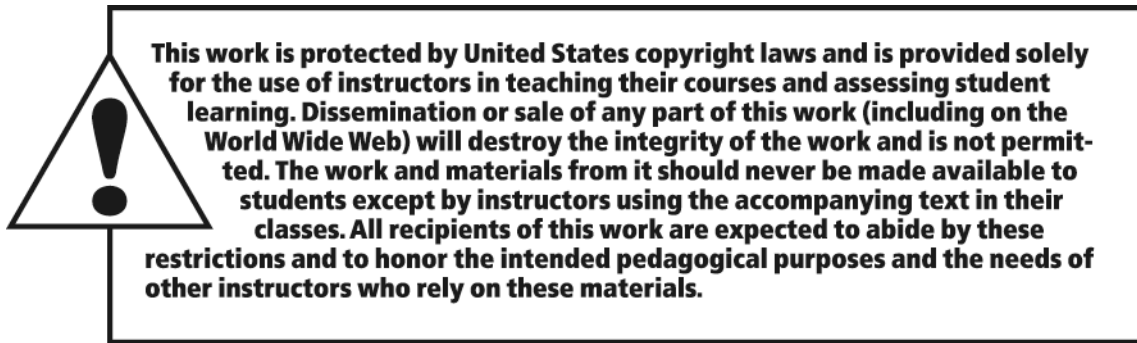 This work is protected by United States copyright laws and is provided solely
for the use of instructors in teaching their courses and assessing student
learning. Dissemination or sale of any part of this work (including on the
World Wide Web) will destroy the integrity of the work and is not permit-
ted. The work and materials from it should never be made available to
students except by instructors using the accompanying text in their
classes. All recipients of this work are expected to abide by these
restrictions and to honor the intended pedagogical purposes and the needs of
other instructors who rely on these materials.